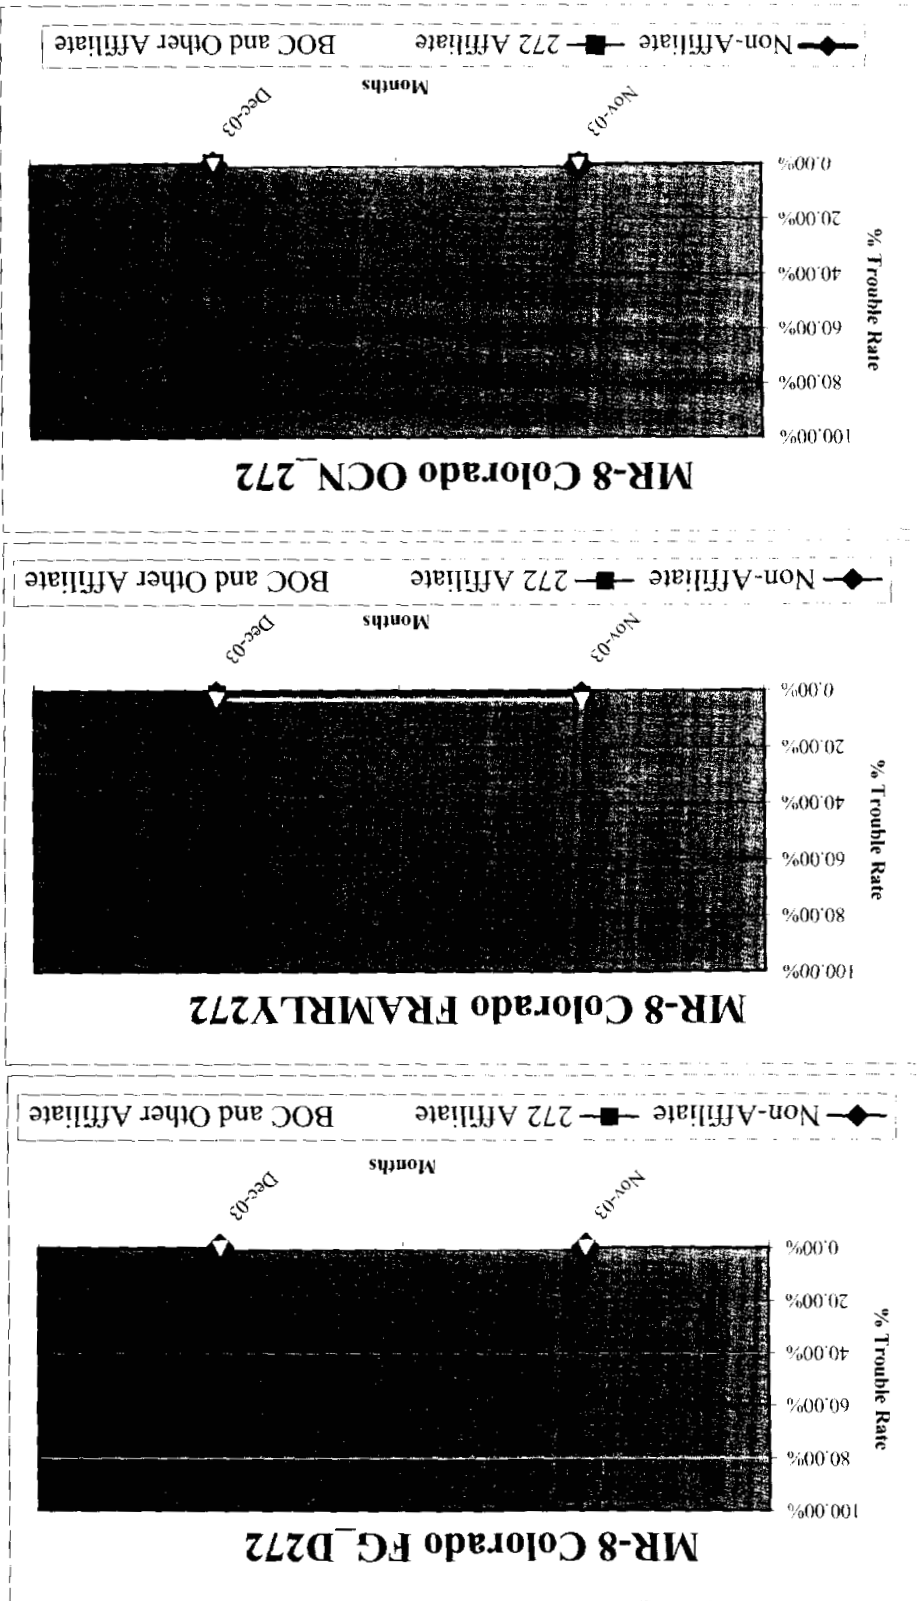 MR-8 Colorado FG_D272
% Trouble Rate
100.00%
80.00%
60.00%
40.00%
20.00%
0.00%
Nov-03
Dec-03
Months
Non-Affiliate
272 Affiliate
BOC and Other Affiliate
MR-8 Colorado FRAMRLY272
% Trouble Rate
100.00%
80.00%
60.00%
40.00%
20.00%
0.00%
Nov-03
Dec-03
Months
Non-Affiliate
272 Affiliate
BOC and Other Affiliate
MR-8 Colorado OCN_272
% Trouble Rate
100.00%
80.00%
60.00%
40.00%
20.00%
0.00%
Nov-03
Dec-03
Months
Non-Affiliate
272 Affiliate
BOC and Other Affiliate